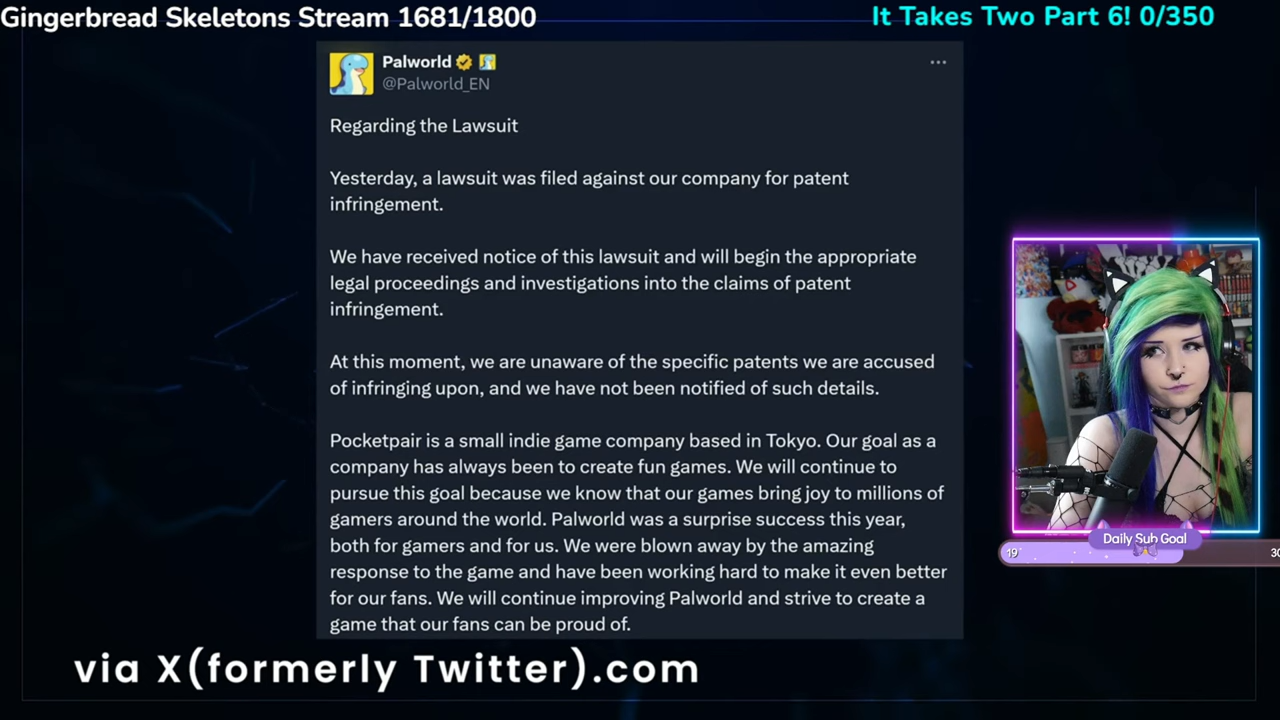 Gingerbread Skeletons Stream 1681/1800
It Takes Two Part 6! 0/350
Palworld
@Palworld_EN
Regarding the Lawsuit
Yesterday, a lawsuit was filed against our company for patent
infringement.
We have received notice of this lawsuit and will begin the appropriate
legal proceedings and investigations into the claims of patent
infringement.
At this moment, we are unaware of the specific patents we are accused
of infringing upon, and we have not been notified of such details.
Pocketpair is a small indie game company based in Tokyo. Our goal as a
company has always been to create fun games. We will continue to
pursue this goal because we know that our games bring joy to millions of
gamers around the world. Palworld was a surprise success this year,
both for gamers and for us. We were blown away by the amazing
response to the game and have been working hard to make it even better
for our fans. We will continue improving Palworld and strive to create a
game that our fans can be proud of.
Daily Sub Goal
19
30
via X(formerly Twitter).com